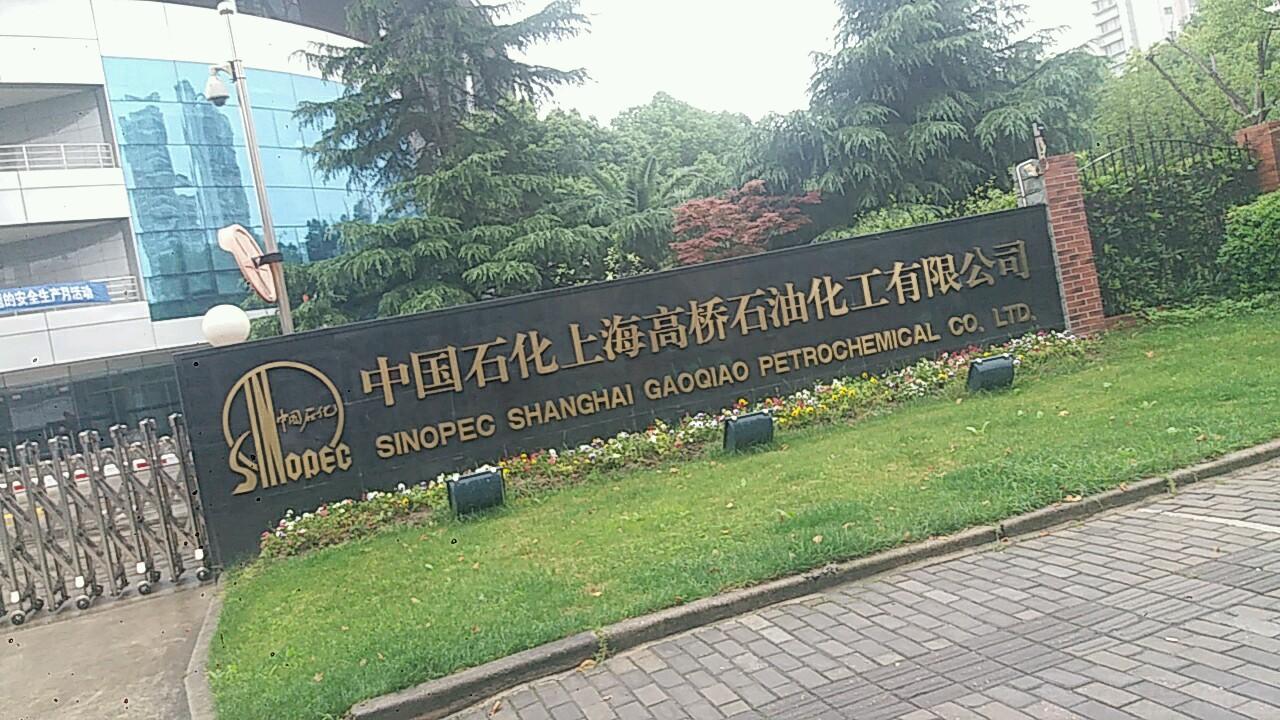 的安全生产月活动
中国石化
SINOPEC
中国石化上海高桥石油化工有限公司
SINOPEC SHANGHAI GAOQIAO PETROCHEMICAL CO. LTD.